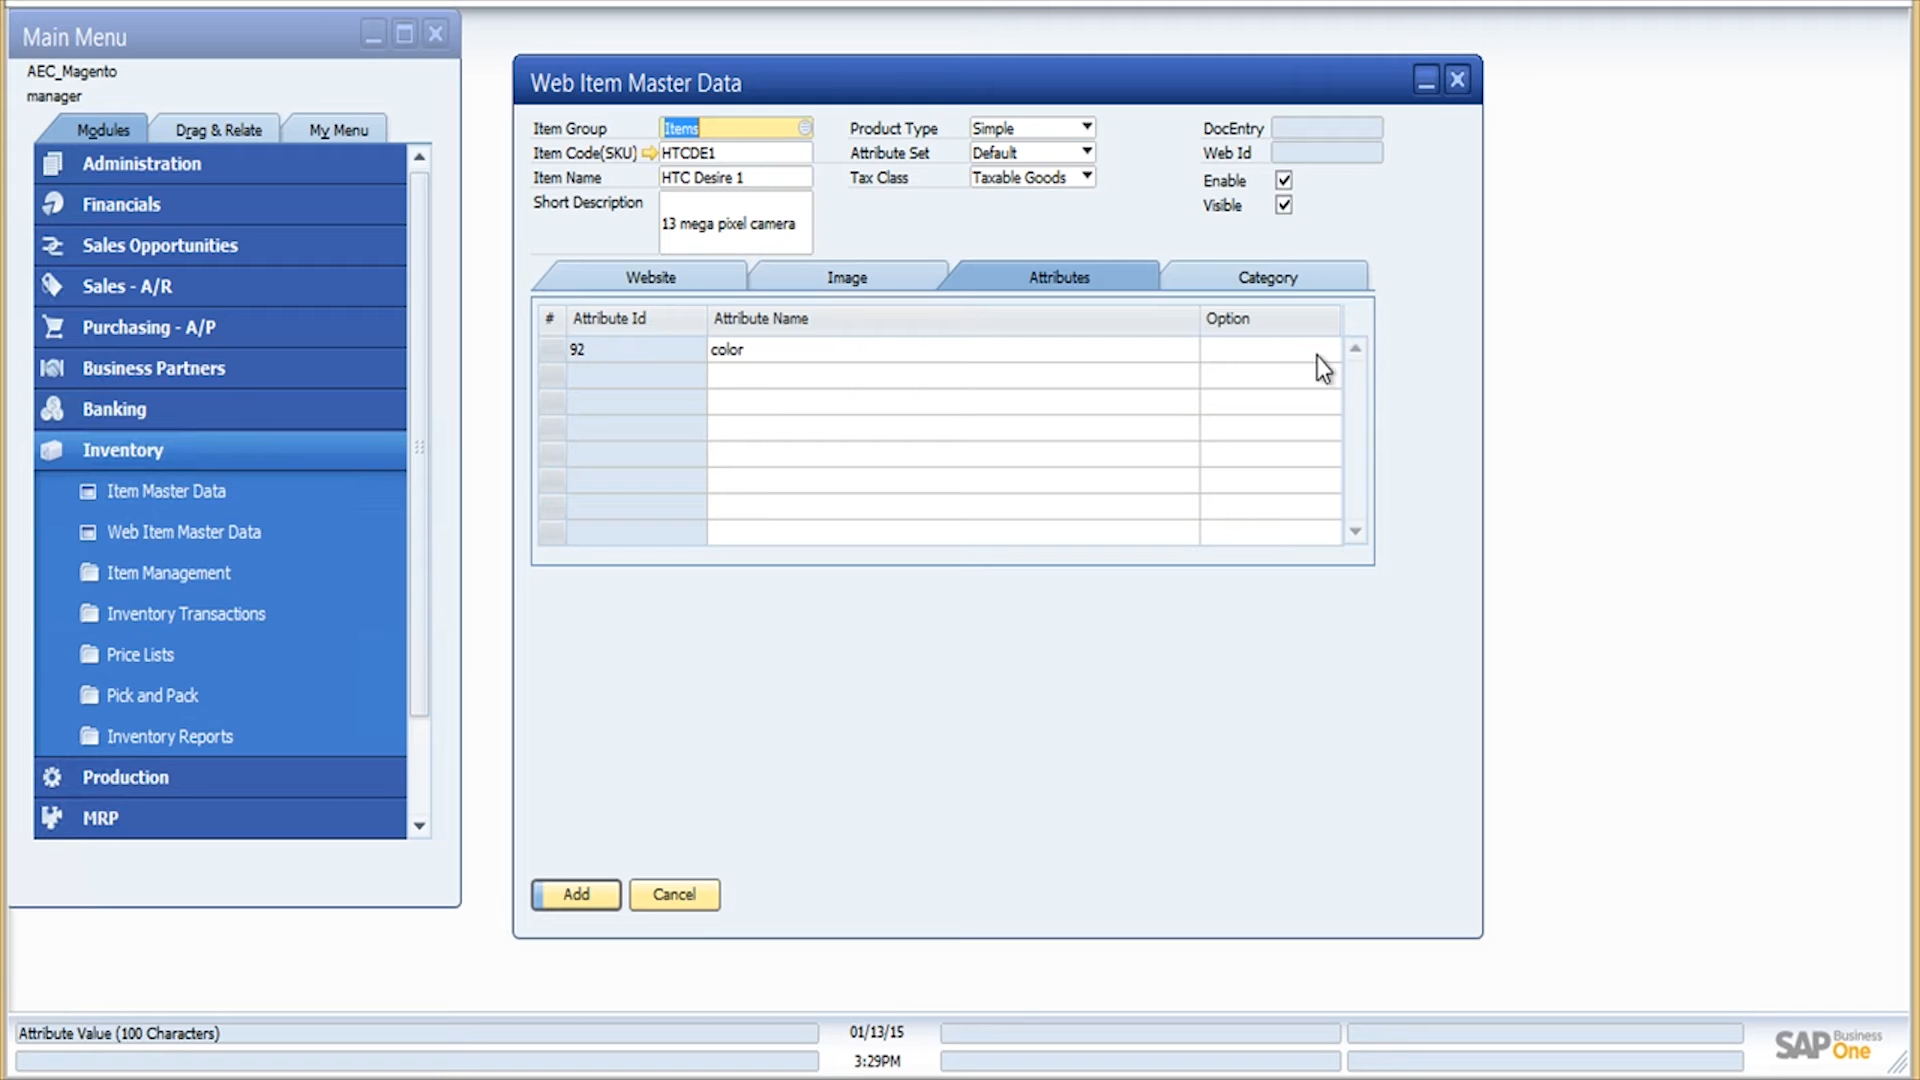 Main Menu
AEC_Magento
manager
Modules
Drag & Relate
My Menu
Administration
Financials
Sales Opportunities
Sales - A/R
Purchasing - A/P
Business Partners
Banking
Inventory
Item Master Data
Web Item Master Data
Item Management
Inventory Transactions
Price Lists
Pick and Pack
Inventory Reports
Production
MRP
Web Item Master Data
Item Group Items
Item Code(SKU) HTCDE1
Item Name HTC Desire 1
Short Description 13 mega pixel camera
Product Type Simple
Attribute Set Default
Tax Class Taxable Goods
DocEntry
Web Id
Enable
Visible
Website
Image
Attributes
Category
# Attribute Id Attribute Name Option
92 color
Add
Cancel
Attribute Value (100 Characters)
01/13/15
3:29PM
SAP Business One